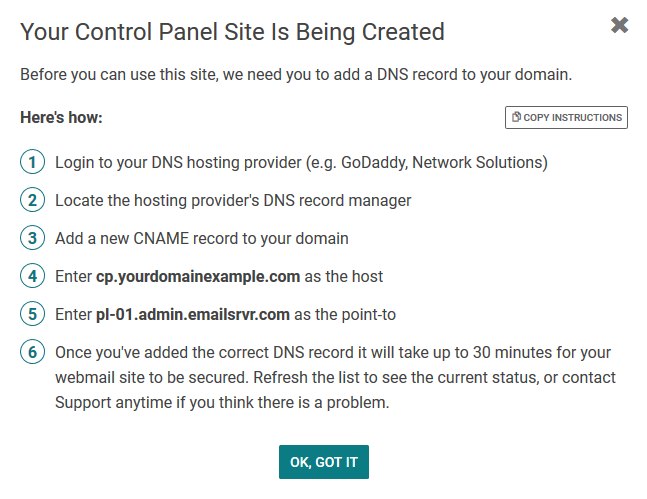 Your Control Panel Site Is Being Created
Before you can use this site, we need you to add a DNS record to your domain.
Here's how:
COPY INSTRUCTIONS
1 Login to your DNS hosting provider (e.g. GoDaddy, Network Solutions)
2 Locate the hosting provider's DNS record manager
3 Add a new CNAME record to your domain
4 Enter cp.yourdomainexample.com as the host
5 Enter pl-01.admin.emailsrvr.com as the point-to
6 Once you've added the correct DNS record it will take up to 30 minutes for your
webmail site to be secured. Refresh the list to see the current status, or contact
Support anytime if you think there is a problem.
OK, GOT IT